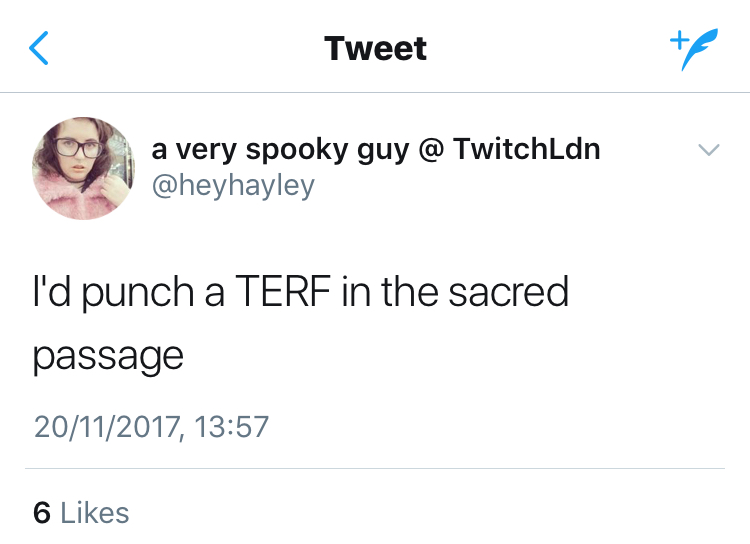 Tweet
a very spooky guy @ TwitchLdn
@heyhayley
I'd punch a TERF in the sacred
passage
20/11/2017, 13:57
6 Likes